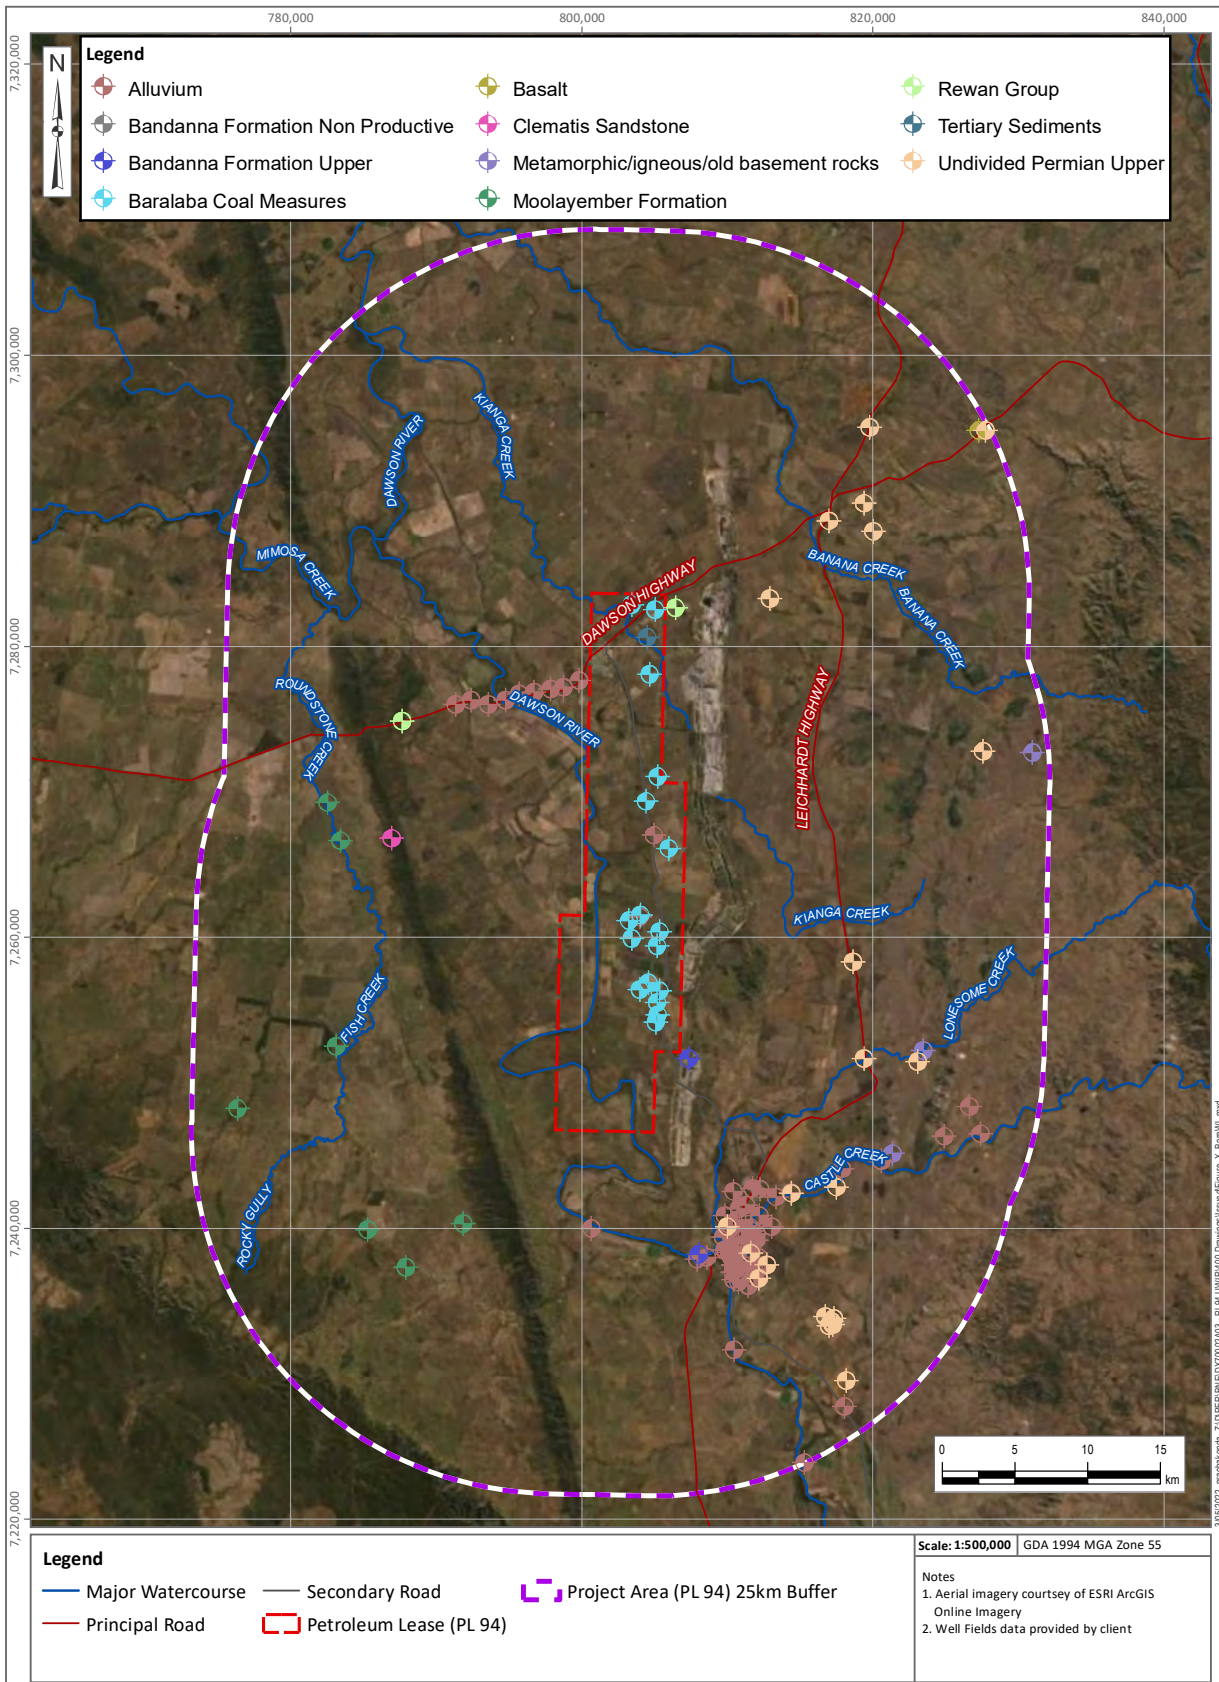 780,000
800,000
820,000
840,000
7,320,000
7,300,000
7,280,000
7,260,000
7,240,000
7,220,000
N
Legend
Alluvium
Bandanna Formation Non Productive
Bandanna Formation Upper
Baralaba Coal Measures
Basalt
Clematis Sandstone
Metamorphic/igneous/old basement rocks
Moolayember Formation
Rewan Group
Tertiary Sediments
Undivided Permian Upper
KIANGA CREEK
DAWSON RIVER
MIMOSA CREEK
BANANA CREEK
BANANA CREEK
DAWSON HIGHWAY
ROUNDSTONE CREEK
DAWSON RIVER
LEICHHARDT HIGHWAY
KIANGA CREEK
LONESOME CREEK
FISH CREEK
CASTLE CREEK
ROCKY GULLY
0 5 10 15
km
Legend
Major Watercourse
Principal Road
Secondary Road
Petroleum Lease (PL 94)
Project Area (PL 94) 25km Buffer
Scale: 1:500,000
GDA 1994 MGA Zone 55
Notes
1. Aerial imagery courtsey of ESRI ArcGIS
Online Imagery
2. Well Fields data provided by client